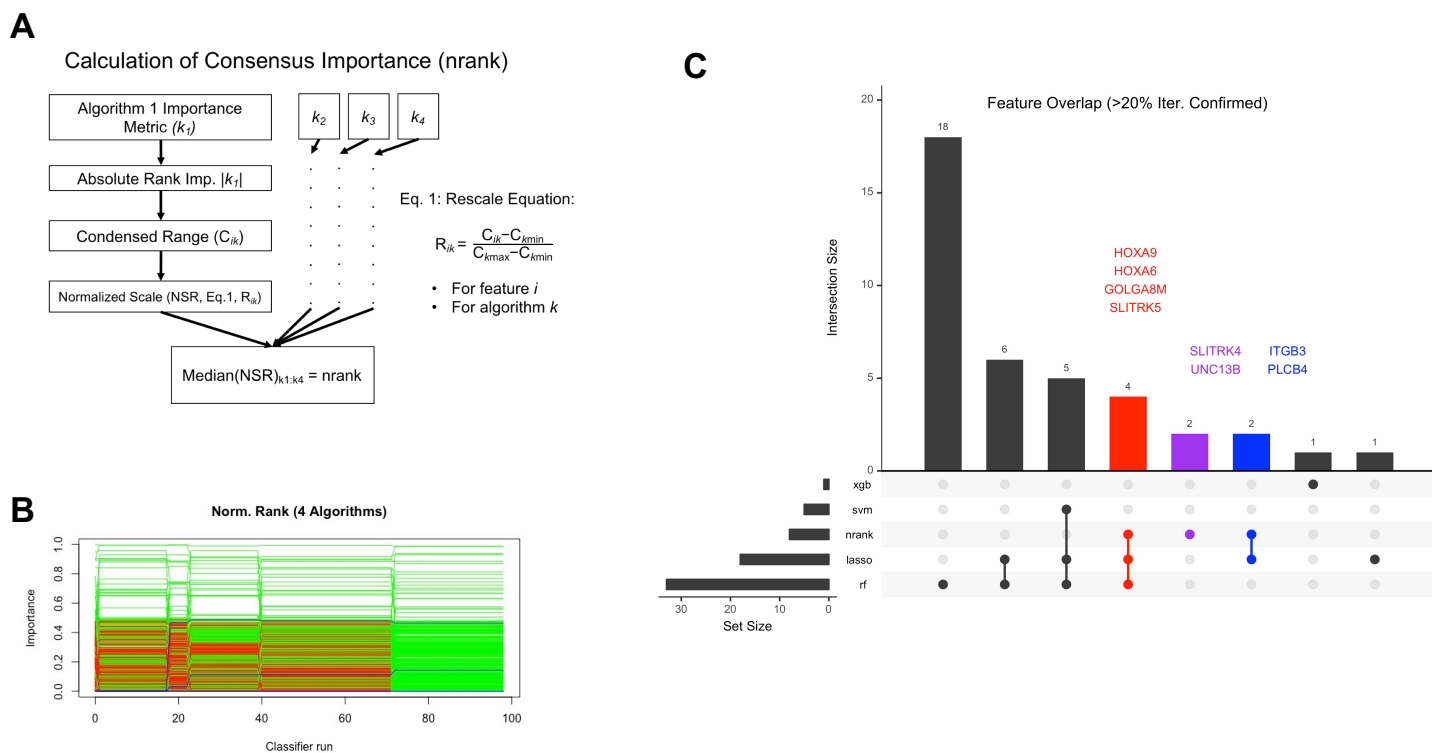 A
Calculation of Consensus Importance (nrank)
Algorithm 1 Importance
Metric (k1)
k2
k3
k4
Absolute Rank Imp. |k1|
Condensed Range (Cik)
Normalized Scale (NSR, Eq.1, Rik)
Median(NSR)k1:k4 = nrank
Eq. 1: Rescale Equation:
Rik = Cik−Ckmin
Ckmax−Ckmin
• For feature i
• For algorithm k
B
Norm. Rank (4 Algorithms)
Importance
1.0
0.8
0.6
0.4
0.2
0.0
0 20 40 60 80 100
Classifier run
C
Feature Overlap (>20% Iter. Confirmed)
Intersection Size
20
15
10
5
0
18
6
5
4
2
2
1
1
HOXA9
HOXA6
GOLGA8M
SLITRK5
SLITRK4
UNC13B
ITGB3
PLCB4
xgb
svm
nrank
lasso
rf
30 20 10 0
Set Size